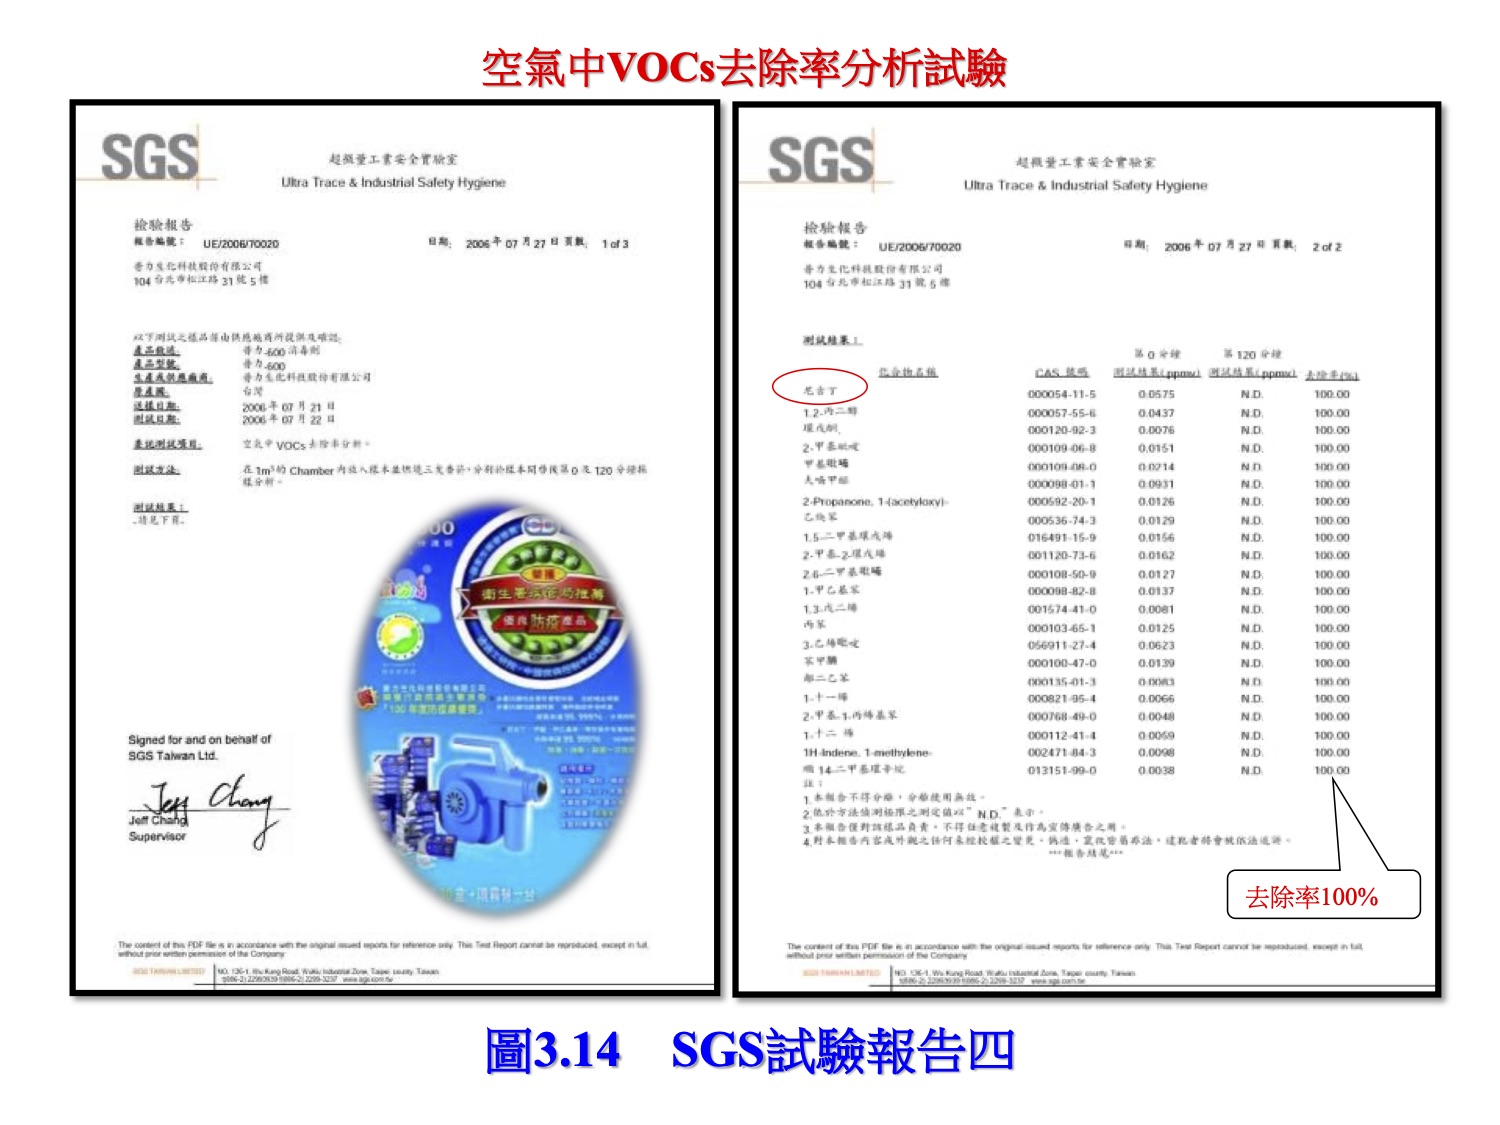 空氣中VOCs去除率分析試驗
SGS
超微量工業安全實驗室
Ultra Trace & Industrial Safety Hygiene
檢驗報告
報告編號： UE/2006/70020 日期: 2006 年 07 月 27 日 頁數: 1 of 3
普力生化科技股份有限公司
104 台北市松江路 31 號 5 樓
以下測試之樣品係由供應廠商所提供及確認:
產品敘述: 普力-600 消毒劑
產品型號: 普力-600
生產或供應廠商: 普力生化科技股份有限公司
原產國: 台灣
送樣日期: 2006 年 07 月 21 日
測試日期: 2006 年 07 月 22 日
委託測試項目: 空氣中 VOCs 去除率分析。
測試方法: 在 1m³的 Chamber 內放入樣本並燃燒三支香菸，分別於樣本開啟後第 0 及 120 分鐘採
樣分析。
測試結果：
-請見下頁-
衛生署疾管局推薦
優良防疫產品
Signed for and on behalf of
SGS Taiwan Ltd.
Jeff Chang
Jeff Chang
Supervisor
The content of this PDF file is in accordance with the original issued reports for reference only. This Test Report cannot be reproduced, except in full,
without prior written permission of the Company
SGS TAIWAN LIMITED NO. 136-1, Wu Kung Road, WuKu Industrial Zone, Taipei county, Taiwan
www.sgs.com.tw
SGS
超微量工業安全實驗室
Ultra Trace & Industrial Safety Hygiene
檢驗報告
報告編號： UE/2006/70020 日期: 2006 年 07 月 27 日 頁數: 2 of 2
普力生化科技股份有限公司
104 台北市松江路 31 號 5 樓
測試結果：
第 0 分鐘 第 120 分鐘
化合物名稱 CAS 號碼 測試結果(ppmv) 測試結果(ppmv) 去除率(%)
尼古丁 000054-11-5 0.0575 N.D. 100.00
1,2-丙二醇 000057-55-6 0.0437 N.D. 100.00
環戊酮 000120-92-3 0.0076 N.D. 100.00
2-甲基吡啶 000109-06-8 0.0151 N.D. 100.00
甲基吡嗪 000109-08-0 0.0214 N.D. 100.00
夫喃甲醛 000098-01-1 0.0931 N.D. 100.00
2-Propanone, 1-(acetyloxy)- 000592-20-1 0.0126 N.D. 100.00
乙炔苯 000536-74-3 0.0129 N.D. 100.00
1,5-二甲基環戊烯 016491-15-9 0.0156 N.D. 100.00
2-甲基-2-環戊烯 001120-73-6 0.0162 N.D. 100.00
2,6-二甲基吡嗪 000108-50-9 0.0127 N.D. 100.00
1-甲乙基苯 000098-82-8 0.0137 N.D. 100.00
1,3-戊二烯 001574-41-0 0.0081 N.D. 100.00
丙苯 000103-65-1 0.0125 N.D. 100.00
3-乙烯吡啶 056911-27-4 0.0623 N.D. 100.00
苯甲腈 000100-47-0 0.0139 N.D. 100.00
鄰二乙苯 000135-01-3 0.0083 N.D. 100.00
1-十一烯 000821-95-4 0.0066 N.D. 100.00
2-甲基-1-丙烯基苯 000768-49-0 0.0048 N.D. 100.00
1-十二 烯 000112-41-4 0.0059 N.D. 100.00
1H-Indene, 1-methylene- 002471-84-3 0.0098 N.D. 100.00
順 1,4-二甲基環辛烷 013151-99-0 0.0038 N.D. 100.00
註：
1.本報告不得分離，分離使用無效。
2.低於方法偵測極限之測定值以" N.D." 表示。
3.本報告僅對該樣品負責，不得任意複製及作為宣傳廣告之用。
4.對本報告內容或外觀之任何未經授權之變更、偽造、竄改皆屬非法，違犯者將會被依法追訴。
***報告結尾***
去除率100%
The content of this PDF file is in accordance with the original issued reports for reference only. This Test Report cannot be reproduced, except in full,
without prior written permission of the Company
SGS TAIWAN LIMITED NO. 136-1, Wu Kung Road, WuKu Industrial Zone, Taipei county, Taiwan
www.sgs.com.tw
圖3.14 SGS試驗報告四